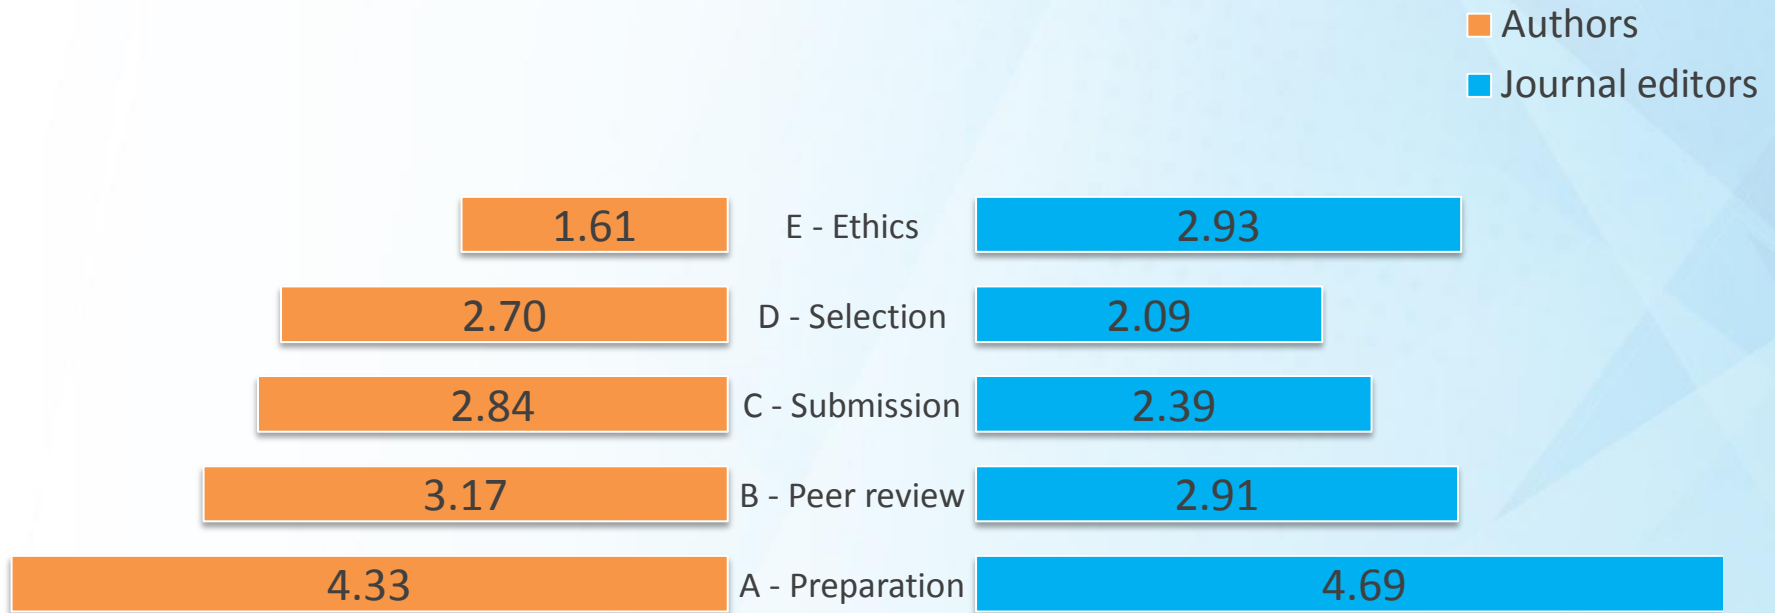 Authors
Journal editors
1.61 E - Ethics 2.93
2.70 D - Selection 2.09
2.84 C - Submission 2.39
3.17 B - Peer review 2.91
4.33 A - Preparation 4.69